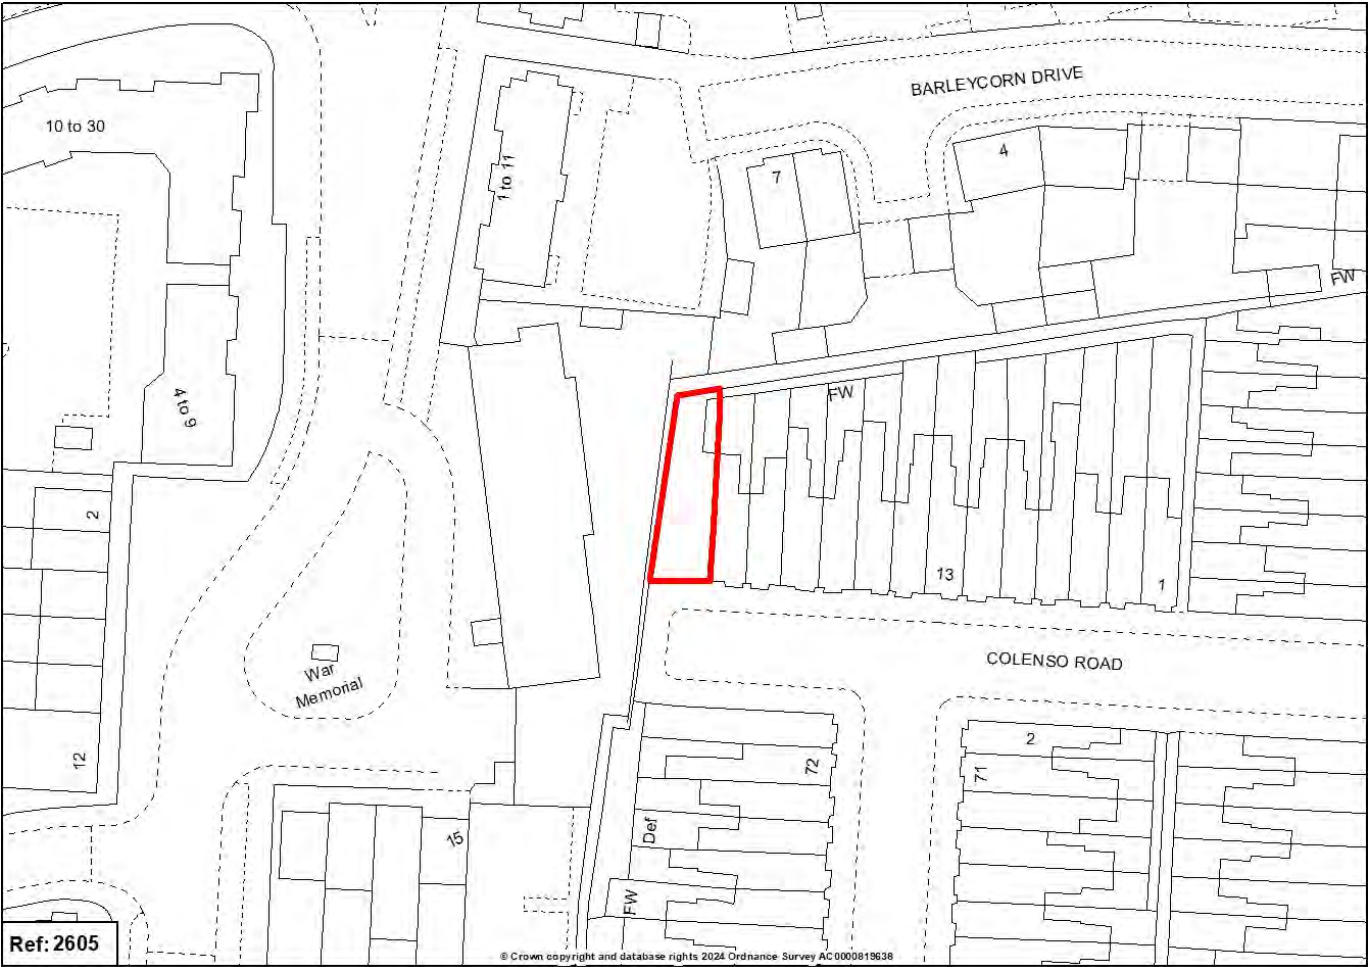 BARLEYCORN DRIVE
10 to 30
4
1 to 11
7
FW
4 to 9
FW
2
13
1
COLENSO ROAD
War
Memorial
2
12
72
71
15
Def
FW
Ref: 2605
© Crown copyright and database rights 2024 Ordnance Survey AC0000819638